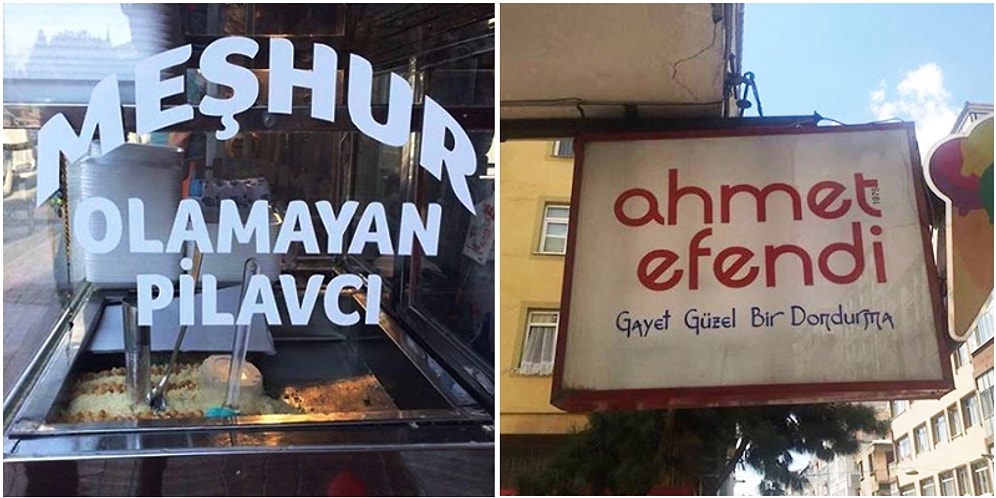 MEŞHUR
OLAMAYAN
PİLAVCI
ahmet
1975
efendi
Gayet Güzel Bir Dondurma